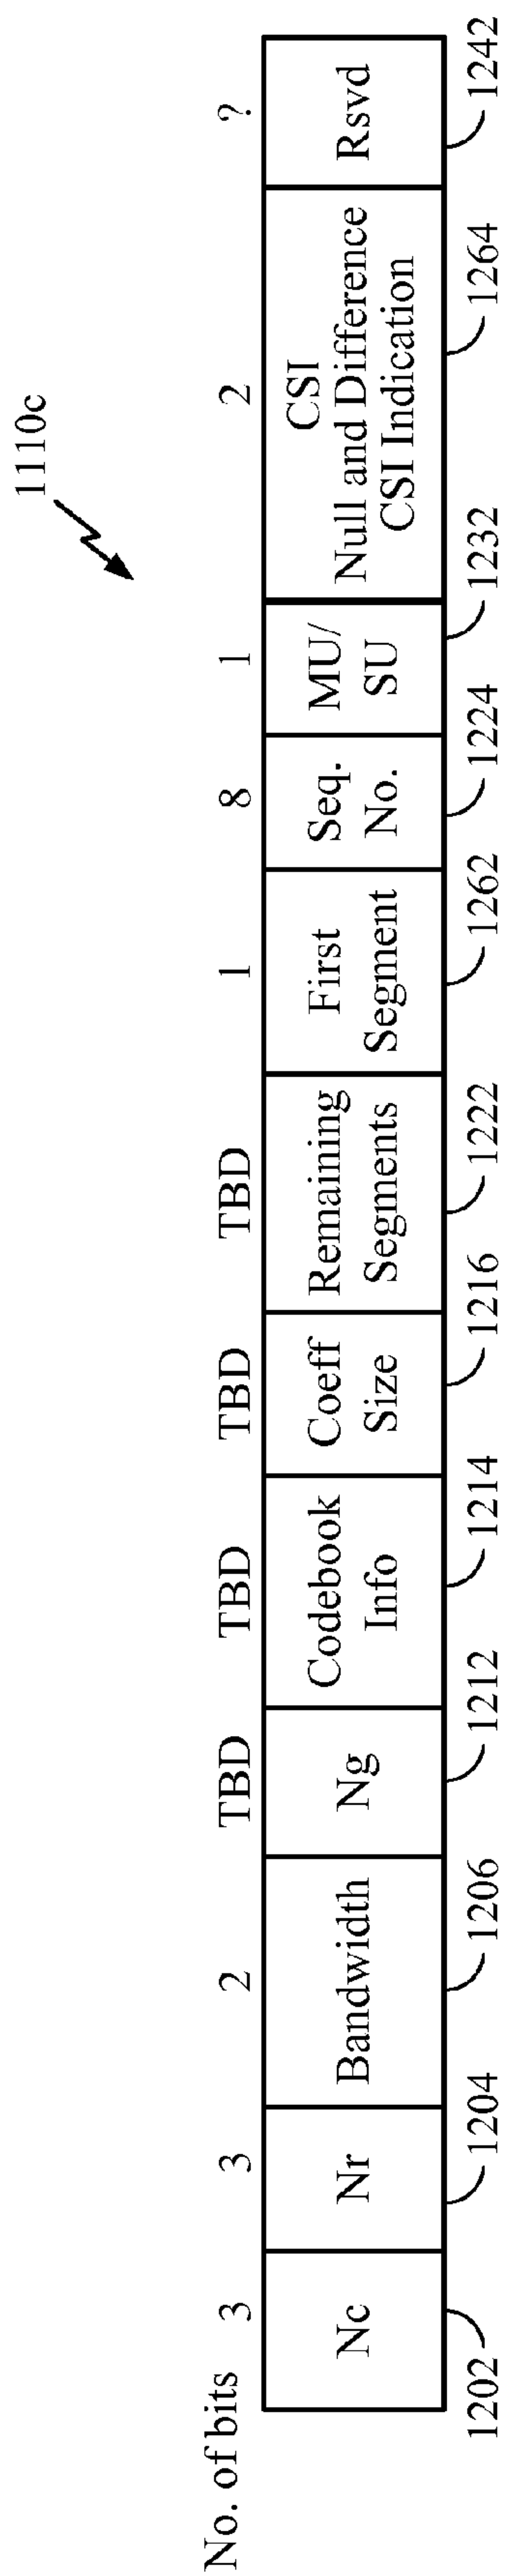 1110c
No. of bits
3
3
2
TBD
TBD
TBD
TBD
1
8
1
2
?
Nc
Nr
Bandwidth
Ng
Codebook
Info
Coeff
Size
Remaining
Segments
First
Segment
Seq.
No.
MU/
SU
CSI
Null and Difference
CSI Indication
Rsvd
1202
1204
1206
1212
1214
1216
1222
1262
1224
1232
1264
1242